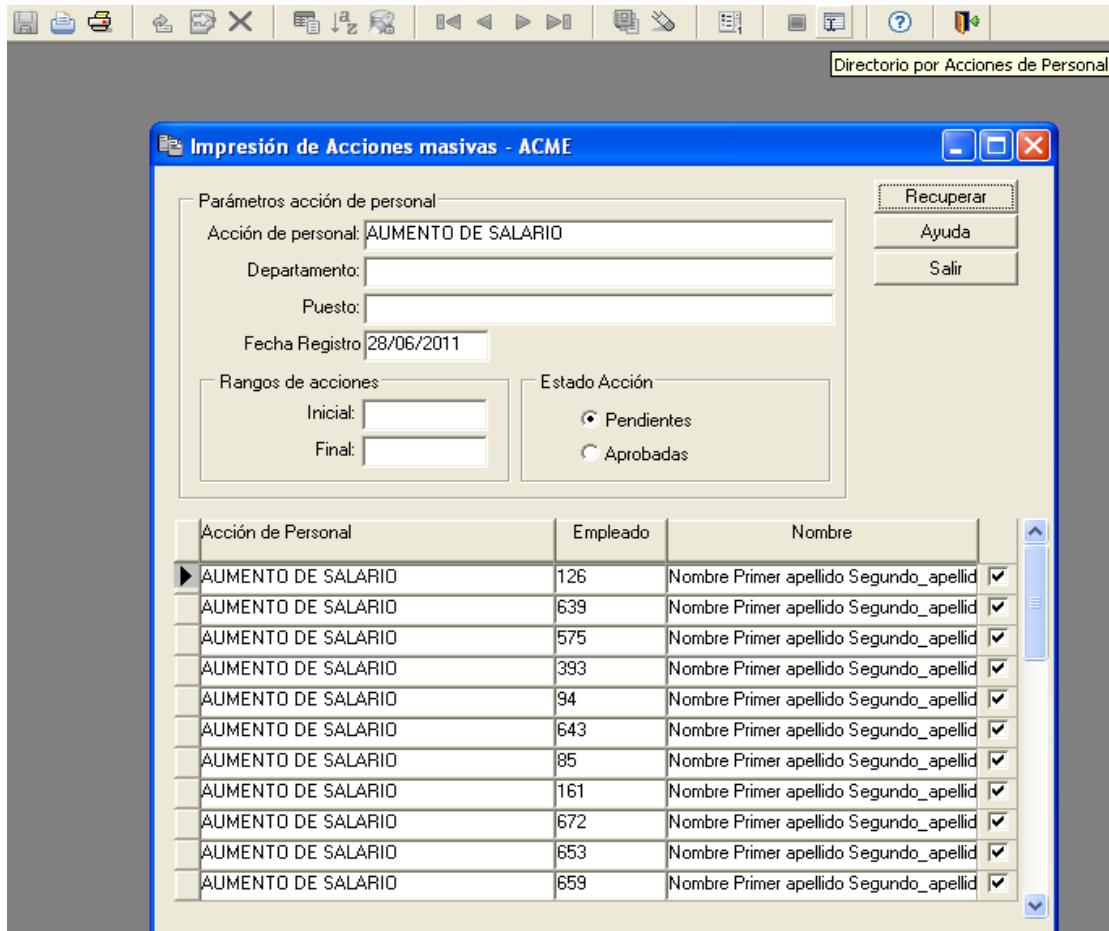 Directorio por Acciones de Personal
Impresión de Acciones masivas - ACME
Parámetros acción de personal
Recuperar
Acción de personal: AUMENTO DE SALARIO
Ayuda
Departamento:
Salir
Puesto:
Fecha Registro 28/06/2011
Rangos de acciones
Estado Acción
Inicial:
Pendientes
Final:
Aprobadas
Acción de Personal Empleado Nombre
AUMENTO DE SALARIO 126 Nombre Primer apellido Segundo_apellid
AUMENTO DE SALARIO 639 Nombre Primer apellido Segundo_apellid
AUMENTO DE SALARIO 575 Nombre Primer apellido Segundo_apellid
AUMENTO DE SALARIO 393 Nombre Primer apellido Segundo_apellid
AUMENTO DE SALARIO 94 Nombre Primer apellido Segundo_apellid
AUMENTO DE SALARIO 643 Nombre Primer apellido Segundo_apellid
AUMENTO DE SALARIO 85 Nombre Primer apellido Segundo_apellid
AUMENTO DE SALARIO 161 Nombre Primer apellido Segundo_apellid
AUMENTO DE SALARIO 672 Nombre Primer apellido Segundo_apellid
AUMENTO DE SALARIO 653 Nombre Primer apellido Segundo_apellid
AUMENTO DE SALARIO 659 Nombre Primer apellido Segundo_apellid